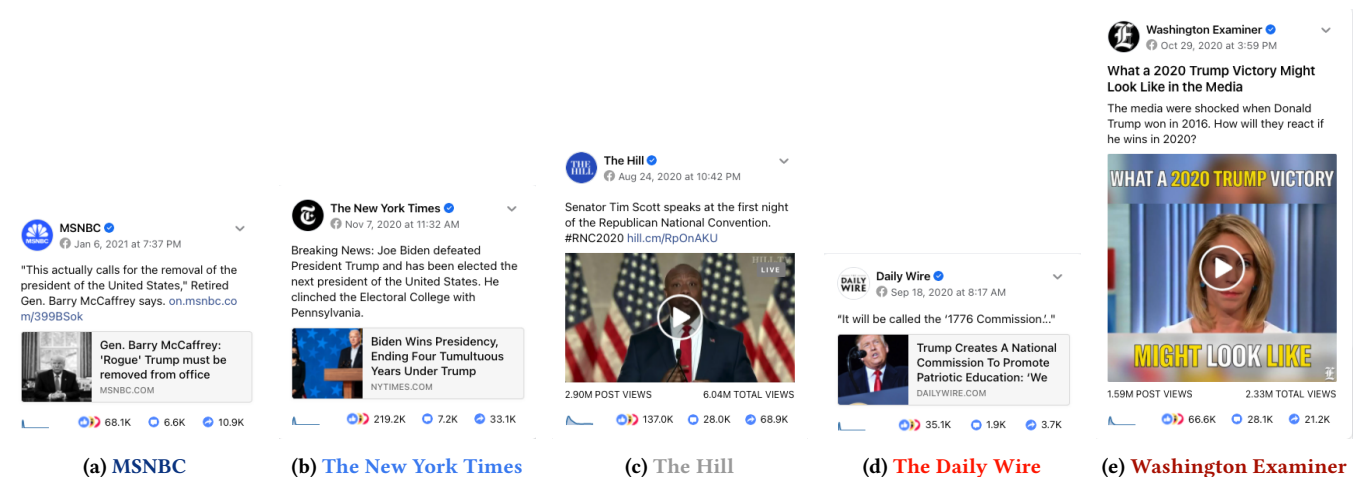 MSNBC
Jan 6, 2021 at 7:37 PM
"This actually calls for the removal of the
president of the United States," Retired
Gen. Barry McCaffrey says. on.msnbc.co
m/399BSok
Gen. Barry McCaffrey:
'Rogue' Trump must be
removed from office
MSNBC.COM
68.1K 6.6K 10.9K
(a) MSNBC
The New York Times
Nov 7, 2020 at 11:32 AM
Breaking News: Joe Biden defeated
President Trump and has been elected the
next president of the United States. He
clinched the Electoral College with
Pennsylvania.
Biden Wins Presidency,
Ending Four Tumultuous
Years Under Trump
NYTIMES.COM
219.2K 7.2K 33.1K
(b) The New York Times
THE
HILL
The Hill
Aug 24, 2020 at 10:42 PM
Senator Tim Scott speaks at the first night
of the Republican National Convention.
#RNC2020 hill.cm/RpOnAKU
HILL.TV
LIVE
2.90M POST VIEWS 6.04M TOTAL VIEWS
137.0K 28.0K 68.9K
(c) The Hill
DAILY
WIRE
Daily Wire
Sep 18, 2020 at 8:17 AM
"It will be called the '1776 Commission.'..."
Trump Creates A National
Commission To Promote
Patriotic Education: 'We
DAILYWIRE.COM
35.1K 1.9K 3.7K
(d) The Daily Wire
Washington Examiner
Oct 29, 2020 at 3:59 PM
What a 2020 Trump Victory Might
Look Like in the Media
The media were shocked when Donald
Trump won in 2016. How will they react if
he wins in 2020?
WHAT A 2020 TRUMP VICTORY
MIGHT LOOK LIKE
1.59M POST VIEWS 2.33M TOTAL VIEWS
66.6K 28.1K 21.2K
(e) Washington Examiner